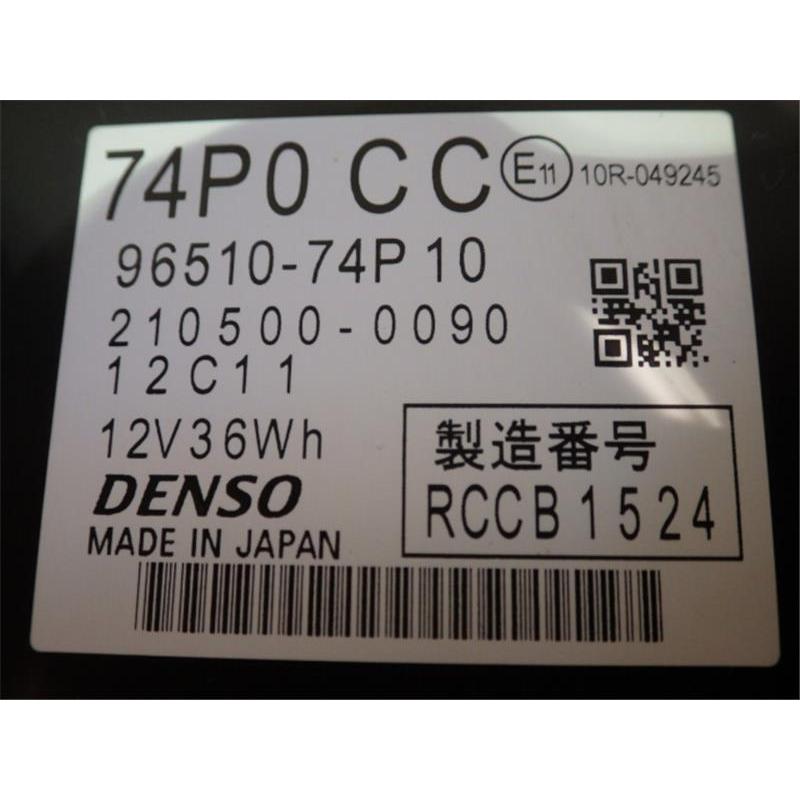 74P0 CC E11 10R-049245
96510-74P10
210500-0090
12C11
12V36Wh
DENSO
MADE IN JAPAN
製造番号
RCCB1524